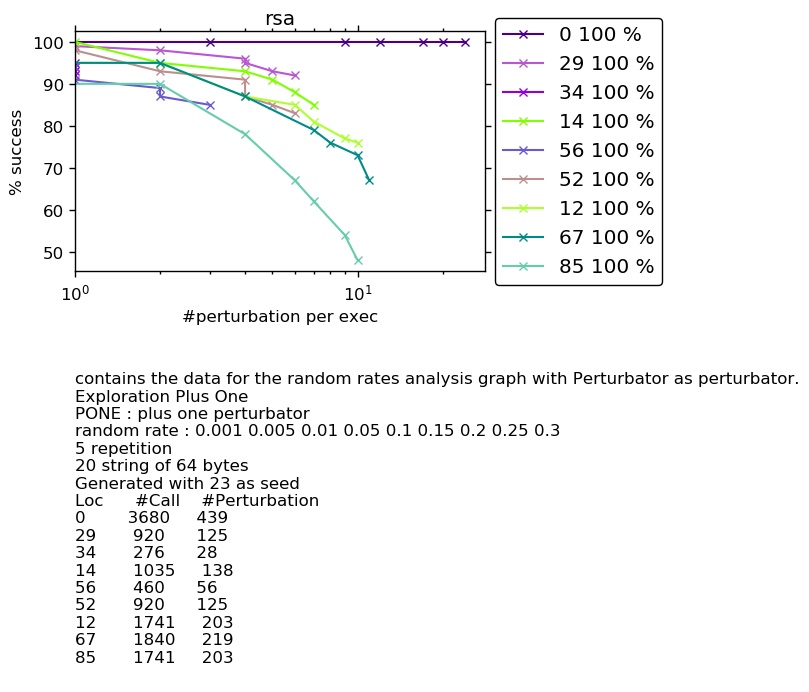 rsa
100
90
80
70
60
50
% success
10^0
10^1
#perturbation per exec
0 100 %
29 100 %
34 100 %
14 100 %
56 100 %
52 100 %
12 100 %
67 100 %
85 100 %
contains the data for the random rates analysis graph with Perturbator as perturbator.
Exploration Plus One
PONE : plus one perturbator
random rate : 0.001 0.005 0.01 0.05 0.1 0.15 0.2 0.25 0.3
5 repetition
20 string of 64 bytes
Generated with 23 as seed
Loc #Call #Perturbation
0 3680 439
29 920 125
34 276 28
14 1035 138
56 460 56
52 920 125
12 1741 203
67 1840 219
85 1741 203